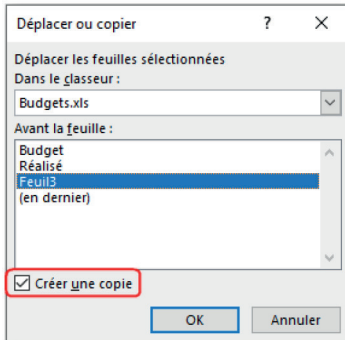 Déplacer ou copier ? ×
Déplacer les feuilles sélectionnées
Dans le classeur :
Budgets.xls
Avant la feuille :
Budget
Réalisé
Feuil3
(en dernier)
Créer une copie
OK Annuler